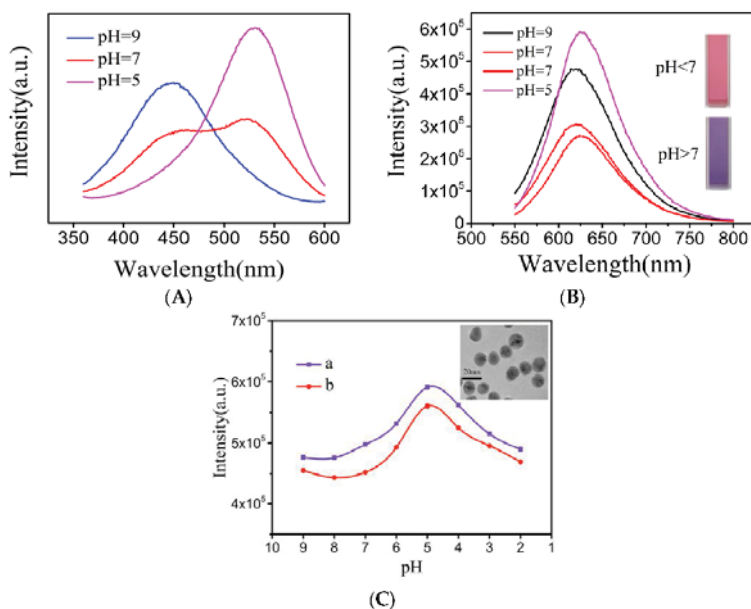 pH=9
pH=7
pH=5
Intensity(a.u.)
350 400 450 500 550 600
Wavelength(nm)
(A)
6x10⁵
5x10⁵
4x10⁵
3x10⁵
2x10⁵
1x10⁵
0
pH=9
pH=7
pH=7
pH=5
pH<7
pH>7
Intensity(a.u.)
500 550 600 650 700 750 800
Wavelength(nm)
(B)
7x10⁵
6x10⁵
5x10⁵
4x10⁵
a
b
20nm
Intensity(a.u.)
10 9 8 7 6 5 4 3 2 1
pH
(C)